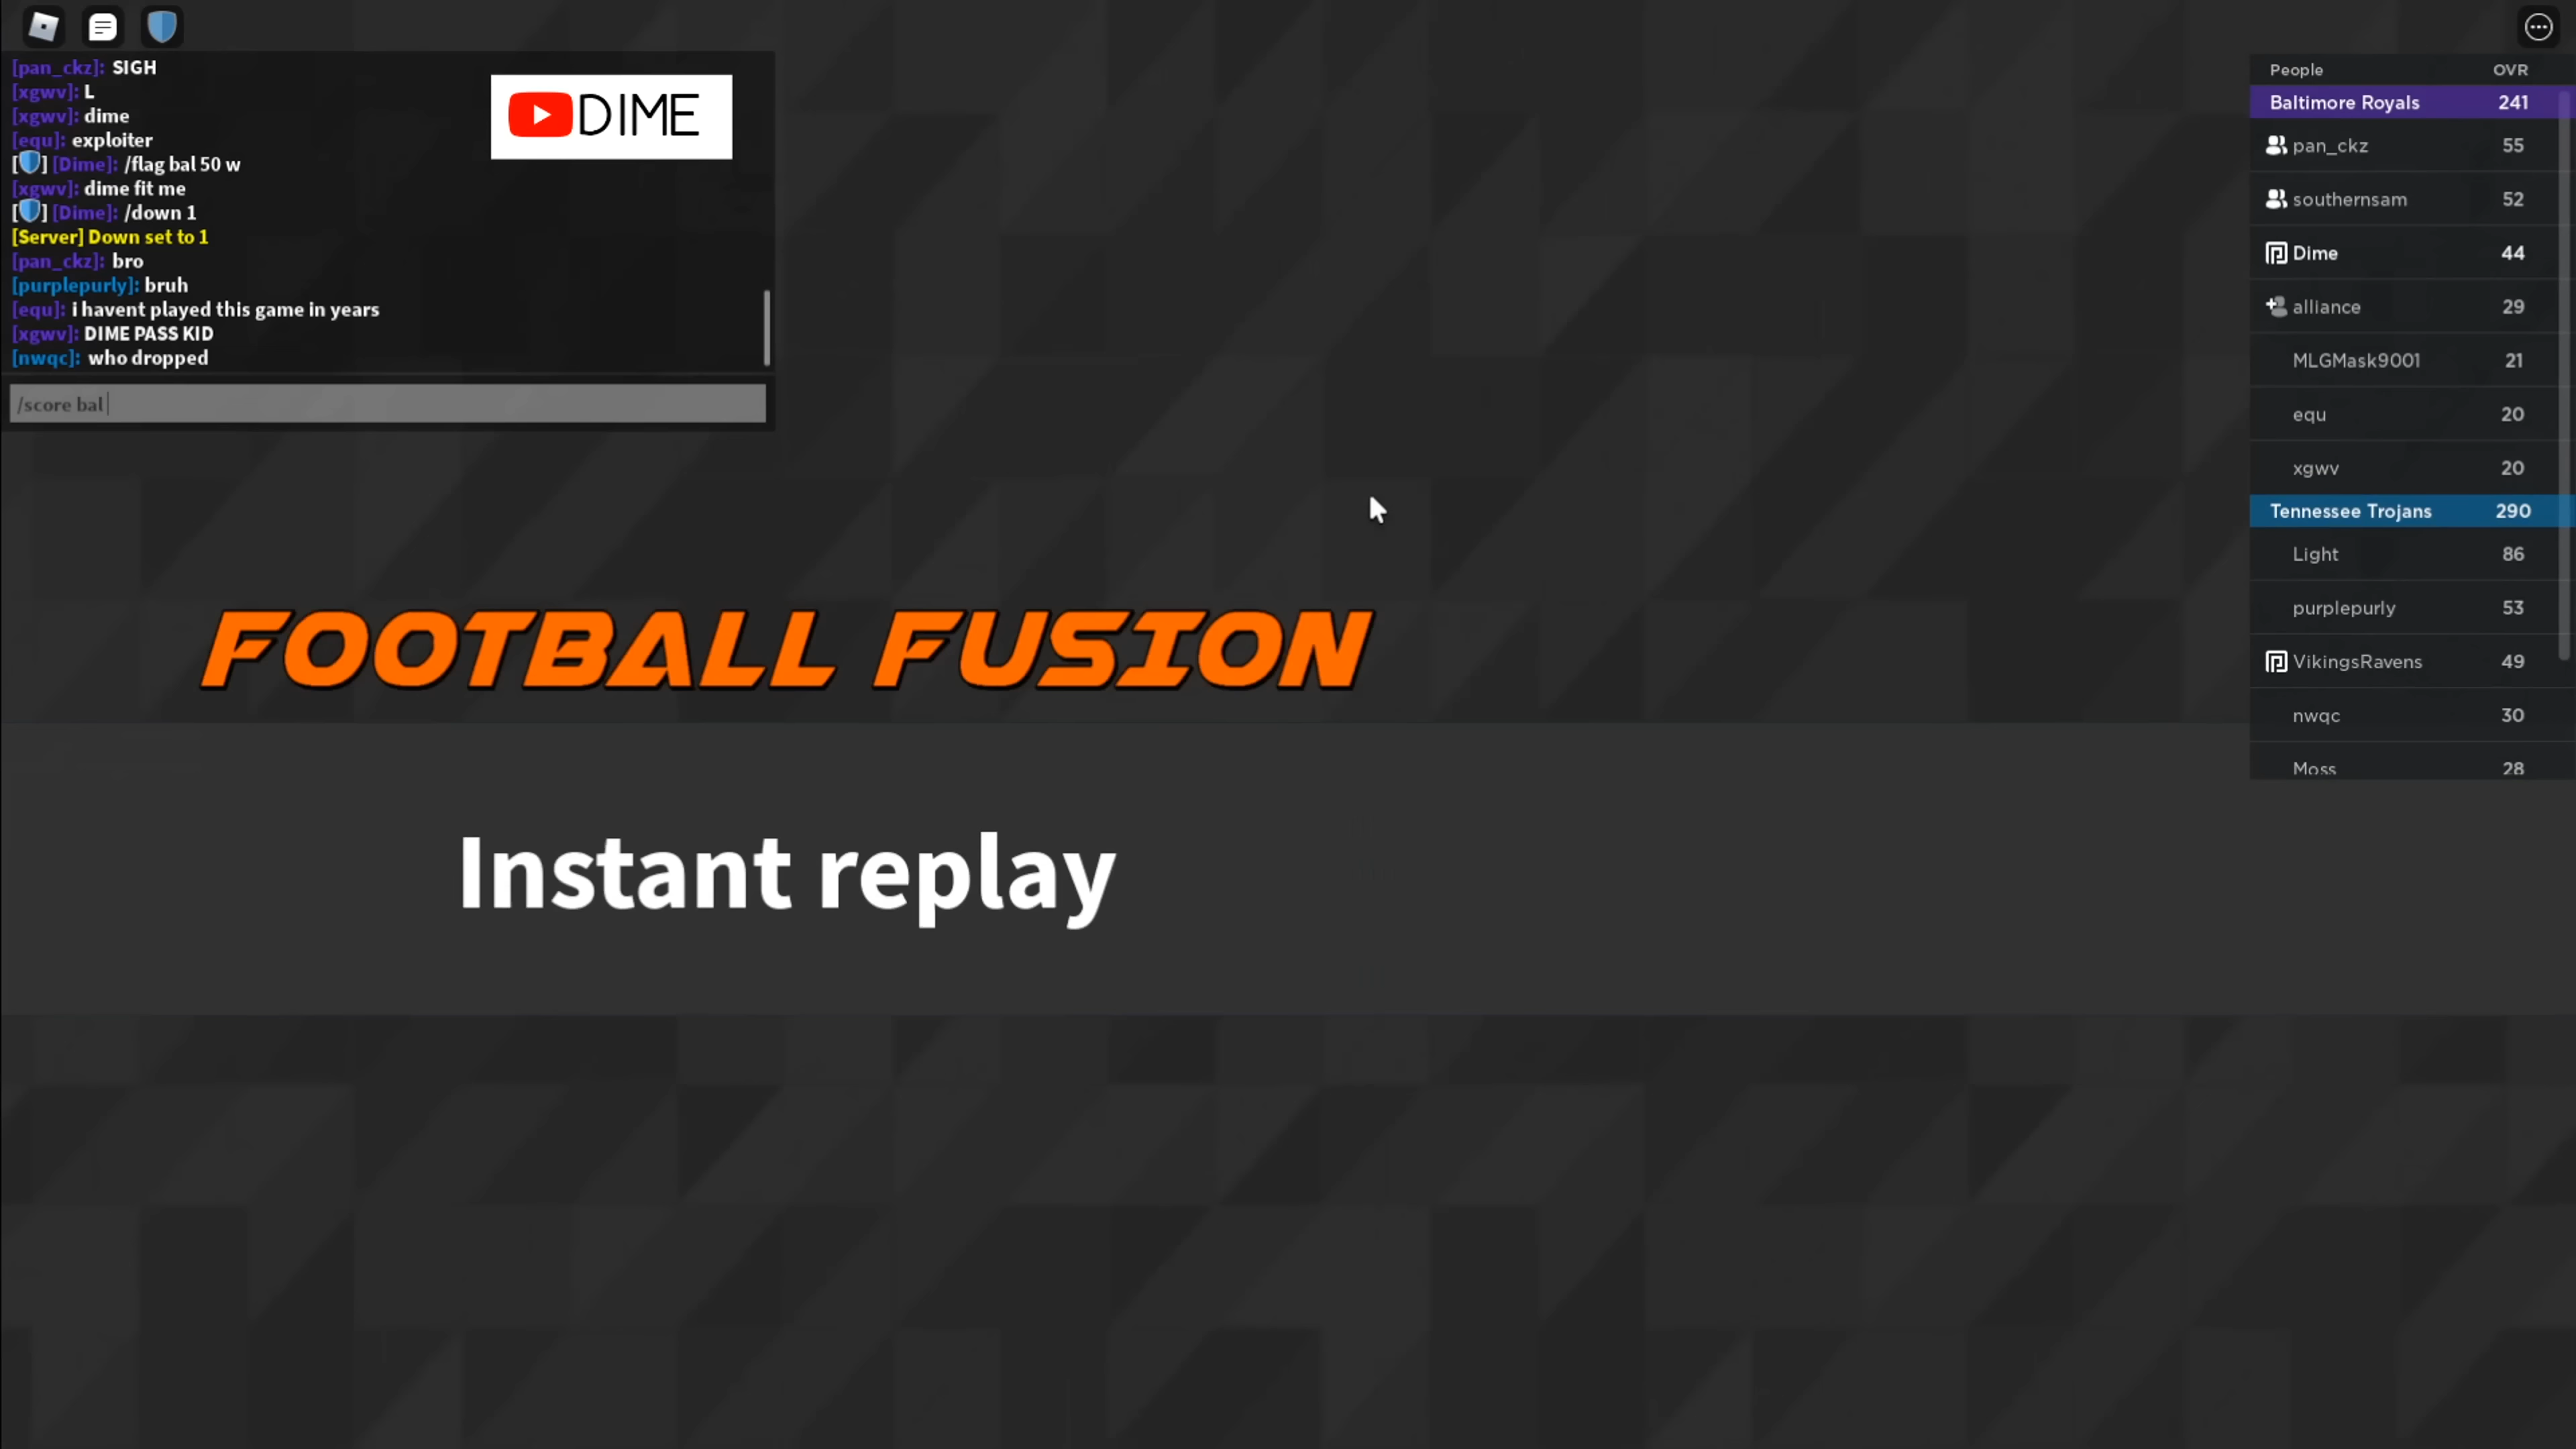 [pan_ckz]: SIGH
[xgwv]: L
[xgwv]: dime
[equ]: exploiter
[🛡️] [Dime]: /flag bal 50 w
[xgwv]: dime fit me
[🛡️] [Dime]: /down 1
[Server] Down set to 1
[pan_ckz]: bro
[purplepurly]: bruh
[equ]: i havent played this game in years
[xgwv]: DIME PASS KID
[nwqc]: who dropped
/score bal
DIME
People OVR
Baltimore Royals 241
pan_ckz 55
southernsam 52
Dime 44
alliance 29
MLGMask9001 21
equ 20
xgwv 20
Tennessee Trojans 290
Light 86
purplepurly 53
VikingsRavens 49
nwqc 30
Moss 28
FOOTBALL FUSION
Instant replay